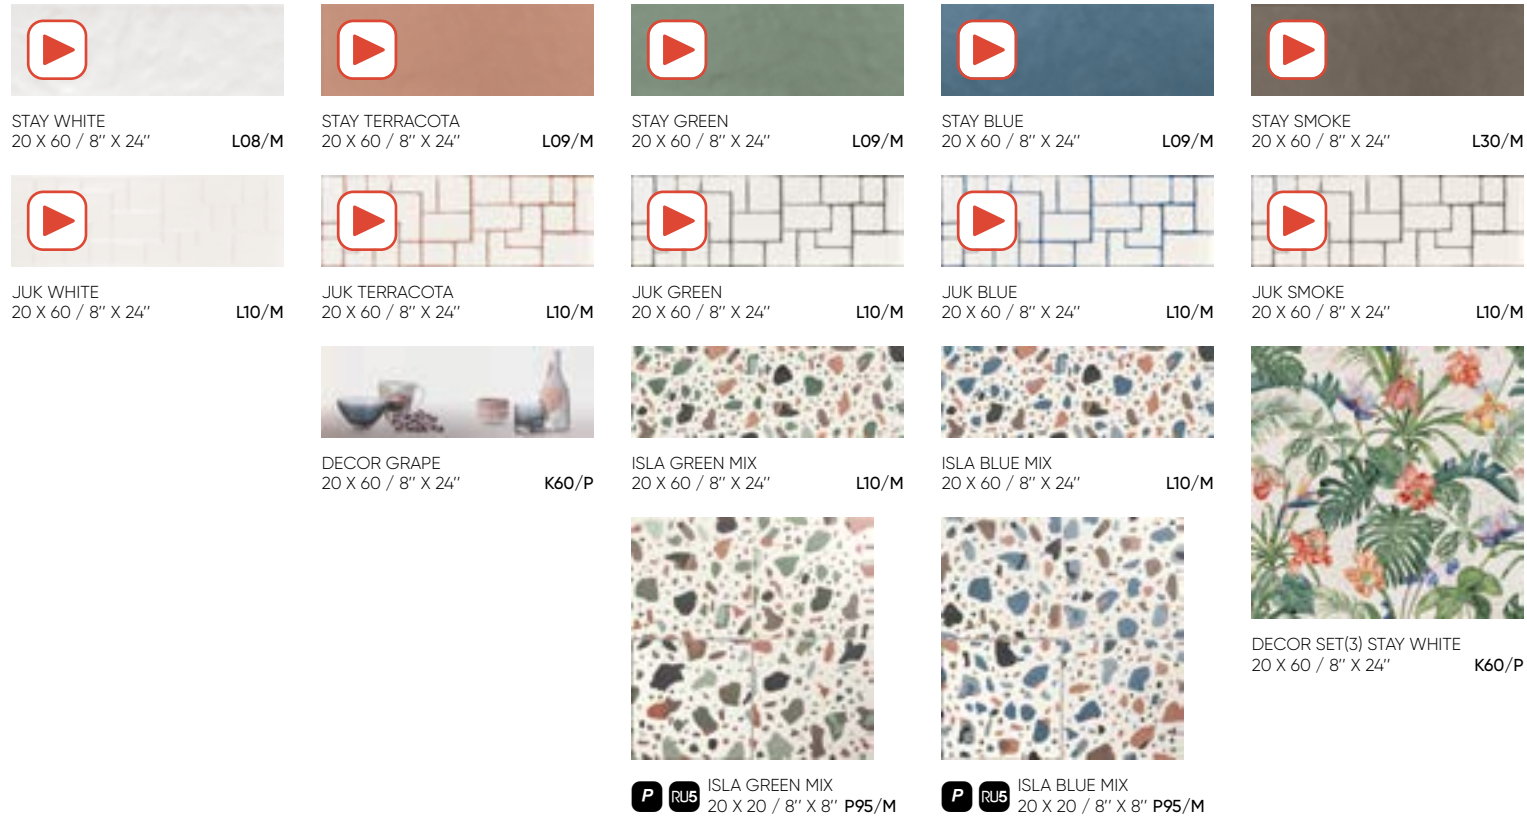 STAY WHITE
20 X 60 / 8’’ X 24’’ L08/M
STAY TERRACOTA
20 X 60 / 8’’ X 24’’ L09/M
STAY GREEN
20 X 60 / 8’’ X 24’’ L09/M
STAY BLUE
20 X 60 / 8’’ X 24’’ L09/M
STAY SMOKE
20 X 60 / 8’’ X 24’’ L30/M
JUK WHITE
20 X 60 / 8’’ X 24’’ L10/M
JUK TERRACOTA
20 X 60 / 8’’ X 24’’ L10/M
JUK GREEN
20 X 60 / 8’’ X 24’’ L10/M
JUK BLUE
20 X 60 / 8’’ X 24’’ L10/M
JUK SMOKE
20 X 60 / 8’’ X 24’’ L10/M
DECOR GRAPE
20 X 60 / 8’’ X 24’’ K60/P
ISLA GREEN MIX
20 X 60 / 8’’ X 24’’ L10/M
ISLA BLUE MIX
20 X 60 / 8’’ X 24’’ L10/M
DECOR SET(3) STAY WHITE
20 X 60 / 8’’ X 24’’ K60/P
P RU5 ISLA GREEN MIX
20 X 20 / 8’’ X 8’’ P95/M
P RU5 ISLA BLUE MIX
20 X 20 / 8’’ X 8’’ P95/M